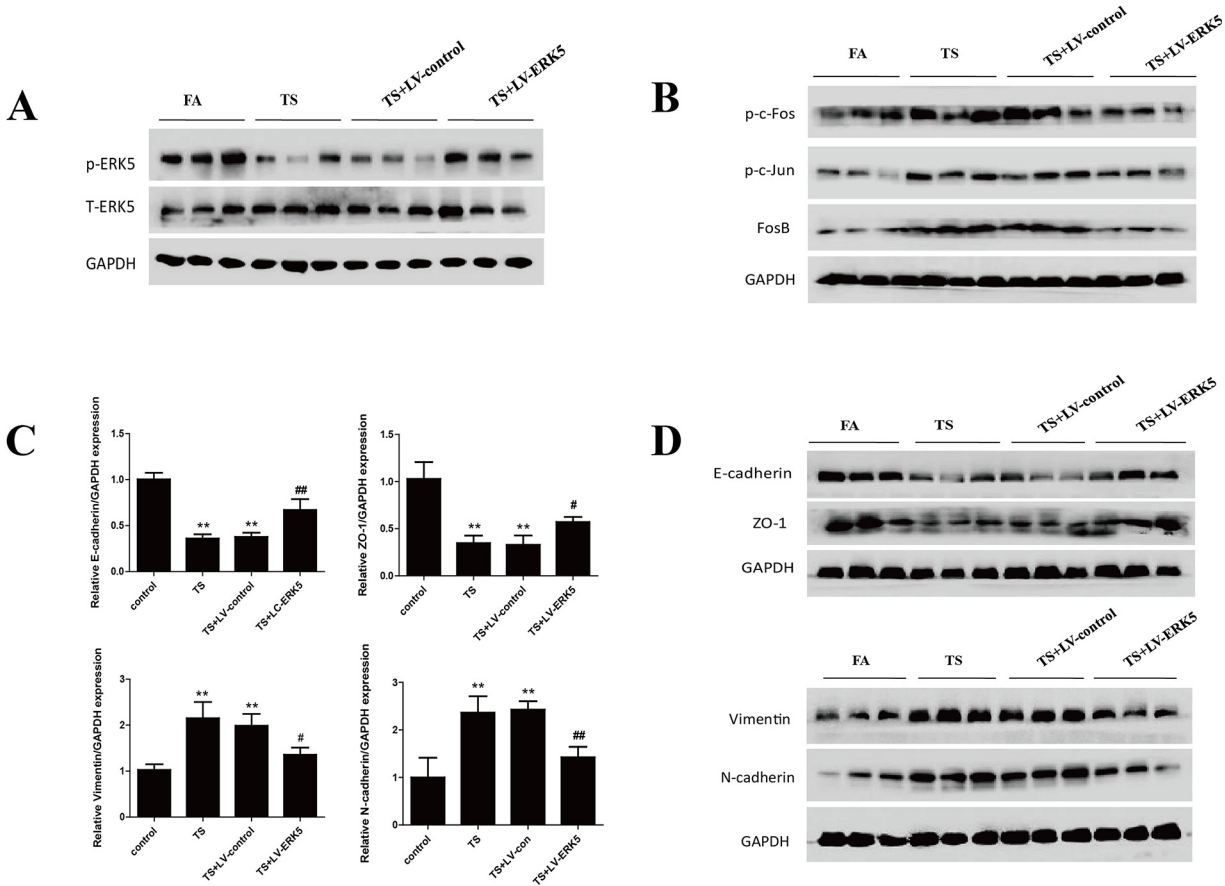 A
FA
TS
TS+LV-control
TS+LV-ERK5
p-ERK5
T-ERK5
GAPDH
B
FA
TS
TS+LV-control
TS+LV-ERK5
p-c-Fos
p-c-Jun
FosB
GAPDH
C
Relative E-cadherin/GAPDH expression
1.5
1.0
0.5
0.0
**
**
##
control
TS
TS+LV-control
TS+LC-ERK5
Relative ZO-1/GAPDH expression
1.5
1.0
0.5
0.0
**
**
#
control
TS
TS+LV-control
TS+LV-ERK5
Relative Vimentin/GAPDH expression
3
2
1
0
**
**
#
control
TS
TS+LV-control
TS+LV-ERK5
Relative N-cadherin/GAPDH expression
3
2
1
0
**
**
##
control
TS
TS+LV-con
TS+LV-ERK5
D
FA
TS
TS+LV-control
TS+LV-ERK5
E-cadherin
ZO-1
GAPDH
FA
TS
TS+LV-control
TS+LV-ERK5
Vimentin
N-cadherin
GAPDH